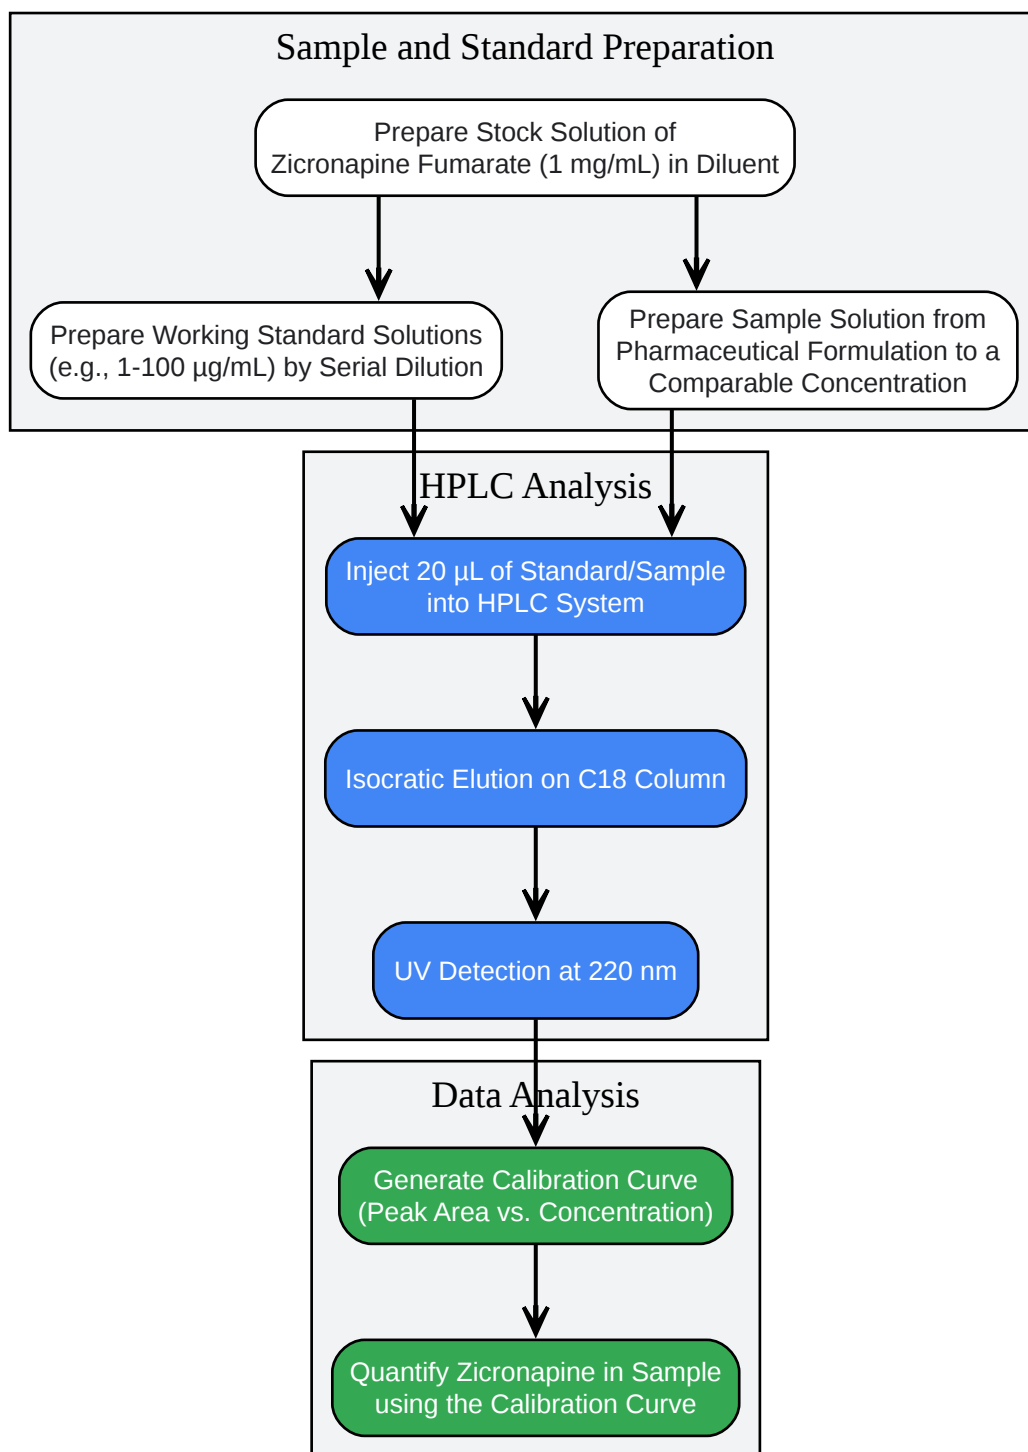 Sample and Standard Preparation
Prepare Stock Solution of
Zicronapine Fumarate (1 mg/mL) in Diluent
Prepare Working Standard Solutions
(e.g., 1-100 µg/mL) by Serial Dilution
Prepare Sample Solution from
Pharmaceutical Formulation to a
Comparable Concentration
HPLC Analysis
Inject 20 µL of Standard/Sample
into HPLC System
Isocratic Elution on C18 Column
UV Detection at 220 nm
Data Analysis
Generate Calibration Curve
(Peak Area vs. Concentration)
Quantify Zicronapine in Sample
using the Calibration Curve